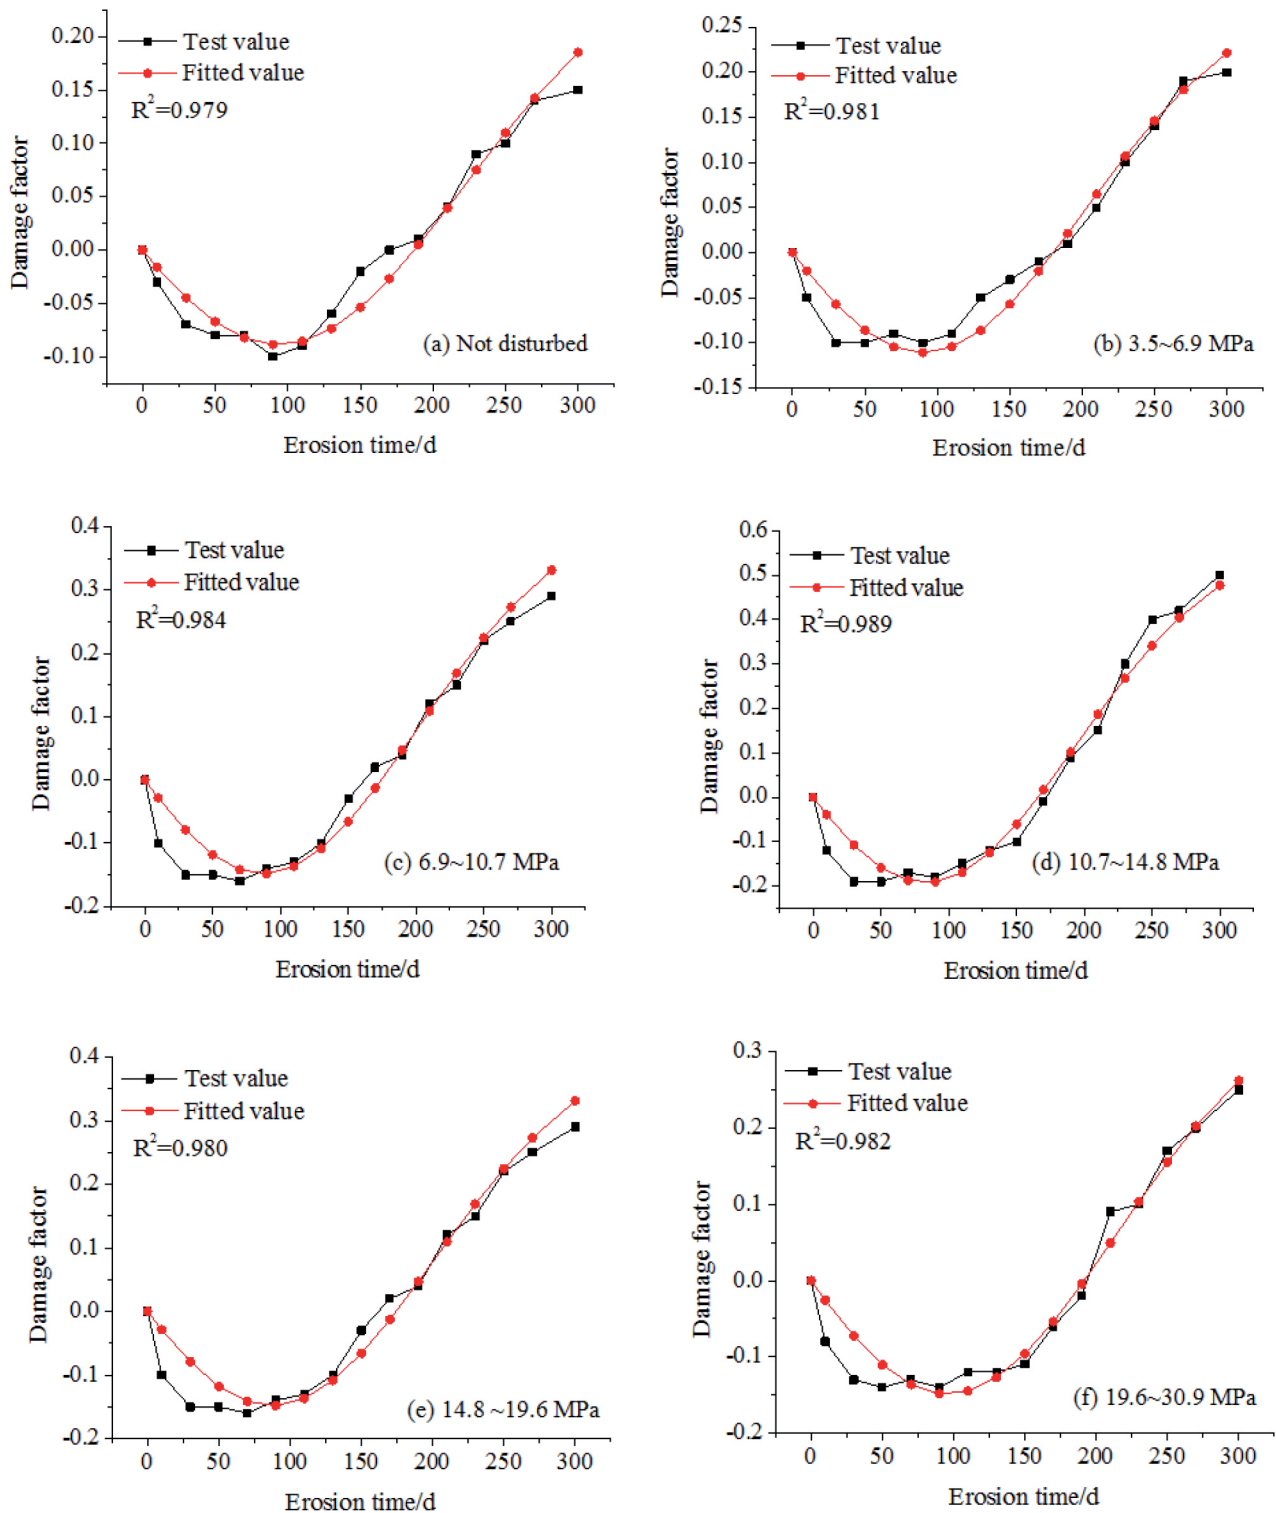 Test value
Fitted value
R²=0.979
0.20
0.15
0.10
0.05
0.00
-0.05
-0.10
Damage factor
(a) Not disturbed
0 50 100 150 200 250 300
Erosion time/d
Test value
Fitted value
R²=0.981
0.25
0.20
0.15
0.10
0.05
0.00
-0.05
-0.10
-0.15
Damage factor
(b) 3.5~6.9 MPa
0 50 100 150 200 250 300
Erosion time/d
Test value
Fitted value
R²=0.984
0.4
0.3
0.2
0.1
0.0
-0.1
-0.2
Damage factor
(c) 6.9~10.7 MPa
0 50 100 150 200 250 300
Erosion time/d
Test value
Fitted value
R²=0.989
0.6
0.5
0.4
0.3
0.2
0.1
0.0
-0.1
-0.2
Damage factor
(d) 10.7~14.8 MPa
0 50 100 150 200 250 300
Erosion time/d
Test value
Fitted value
R²=0.980
0.4
0.3
0.2
0.1
0.0
-0.1
-0.2
Damage factor
(e) 14.8 ~19.6 MPa
0 50 100 150 200 250 300
Erosion time/d
Test value
Fitted value
R²=0.982
0.3
0.2
0.1
0.0
-0.1
-0.2
Damage factor
(f) 19.6~30.9 MPa
0 50 100 150 200 250 300
Erosion time/d